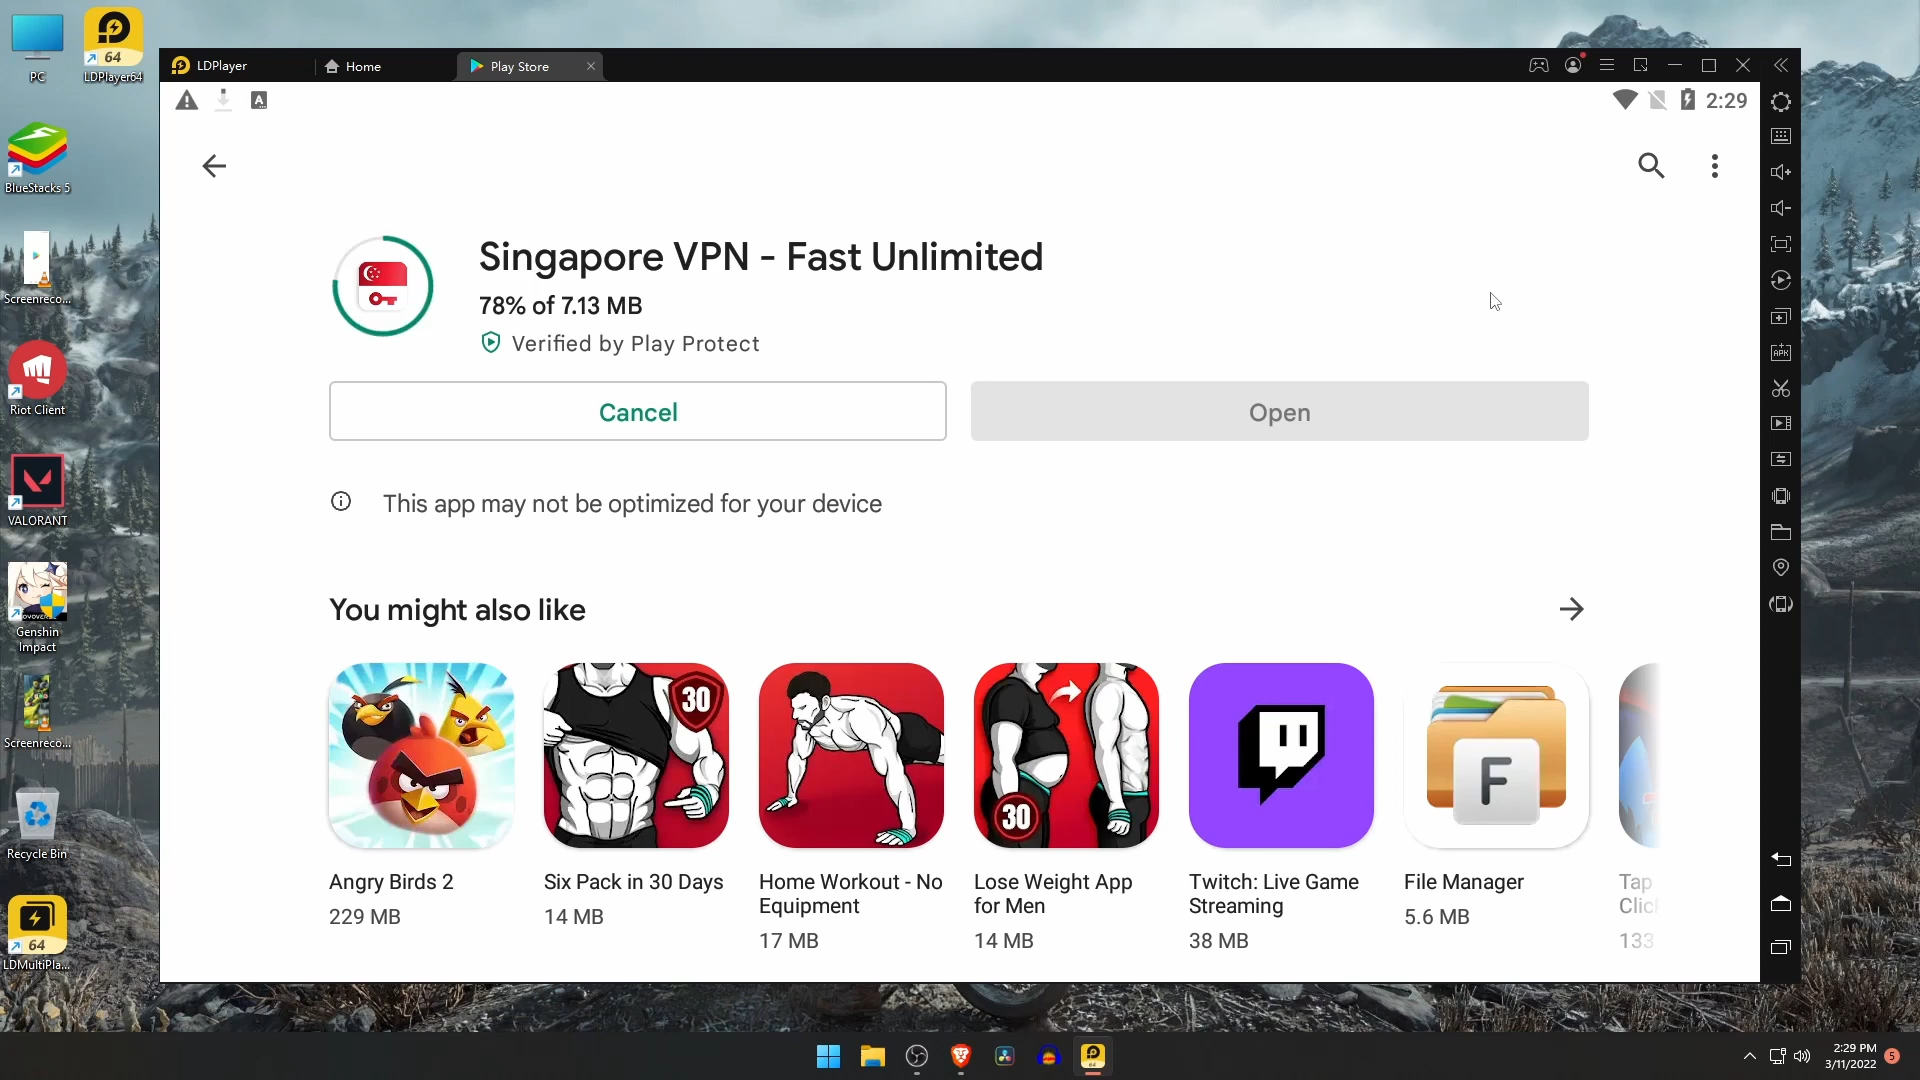 PC
LDPlayer64
BlueStacks 5
Screenreco...
Riot Client
VALORANT
Genshin
Impact
Screenreco...
Recycle Bin
64
LDMultiPla...
64
LDPlayer
Home
Play Store
A
2:29
Singapore VPN - Fast Unlimited
78% of 7.13 MB
Verified by Play Protect
Cancel
Open
This app may not be optimized for your device
You might also like
30
30
F
Angry Birds 2
229 MB
Six Pack in 30 Days
14 MB
Home Workout - No
Equipment
17 MB
Lose Weight App
for Men
14 MB
Twitch: Live Game
Streaming
38 MB
File Manager
5.6 MB
Tap
Clic
133
APK
2:29 PM
3/11/2022
5